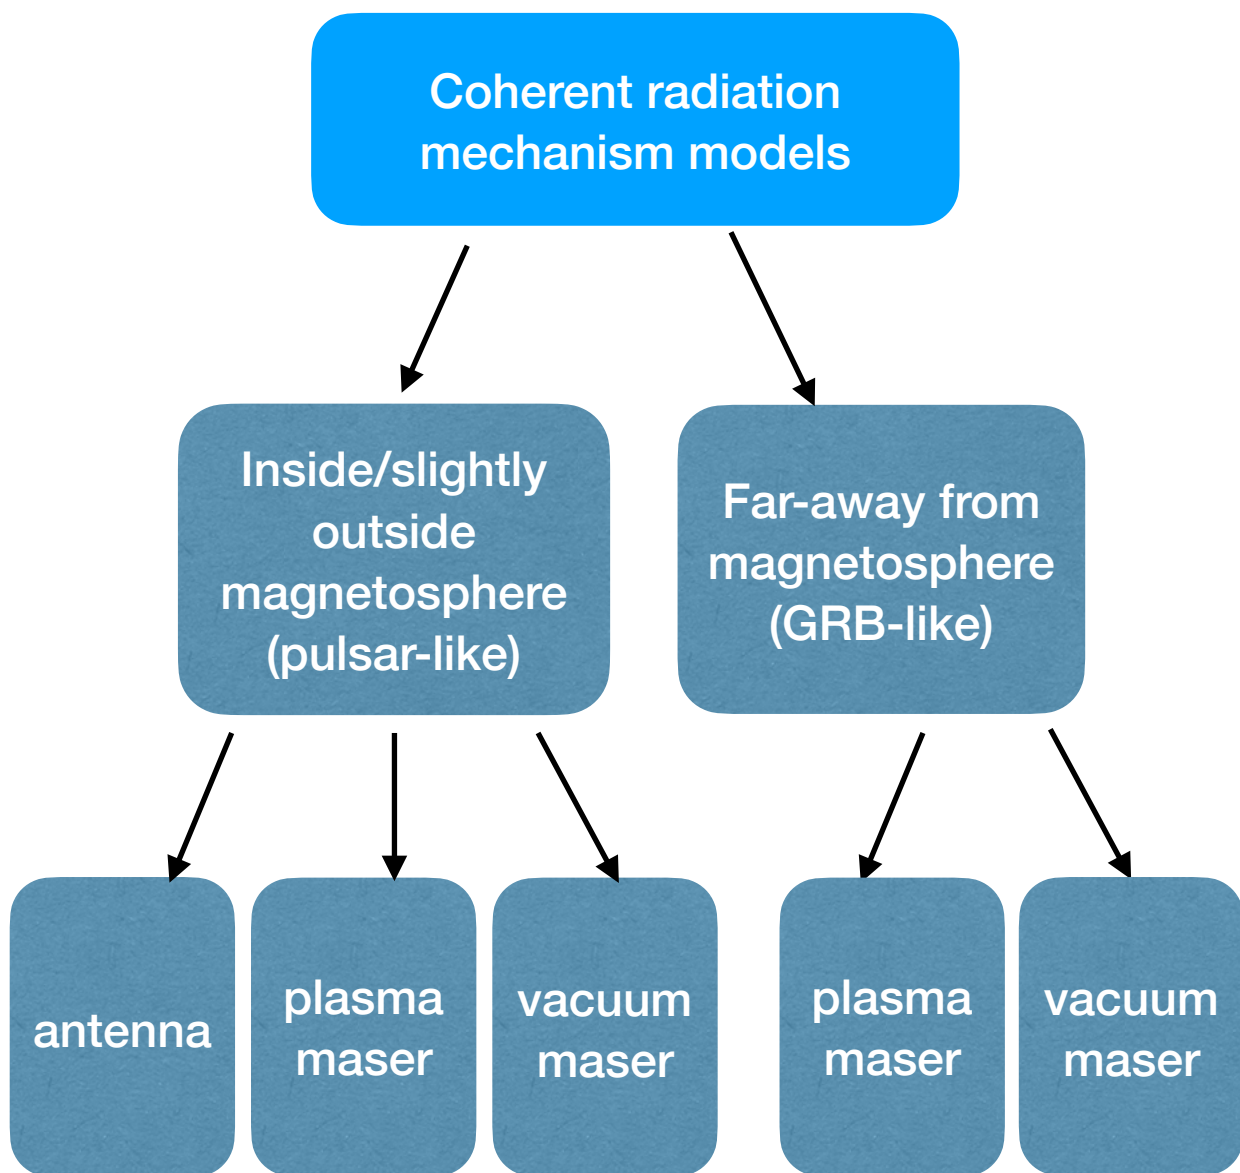 Coherent radiation
mechanism models
Inside/slightly
outside
magnetosphere
(pulsar-like)
Far-away from
magnetosphere
(GRB-like)
antenna
plasma
maser
vacuum
maser
plasma
maser
vacuum
maser